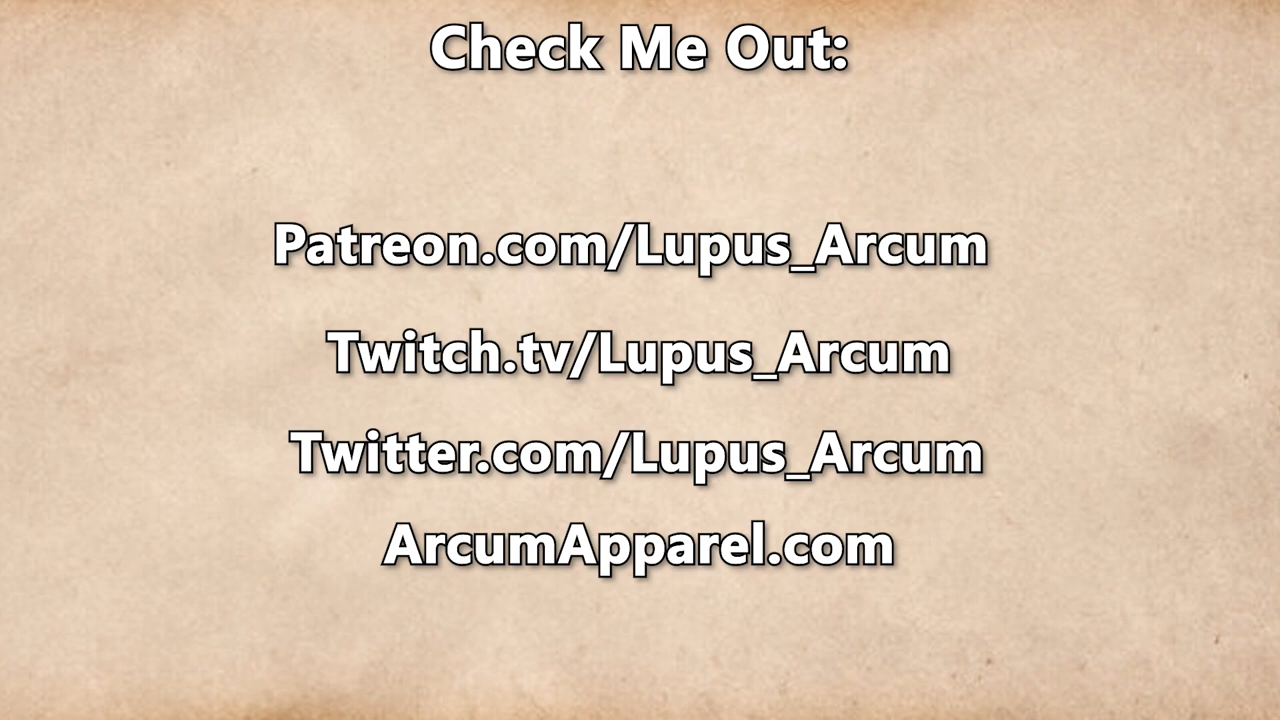 Check Me Out:
Patreon.com/Lupus_Arcum
Twitch.tv/Lupus_Arcum
Twitter.com/Lupus_Arcum
ArcumApparel.com